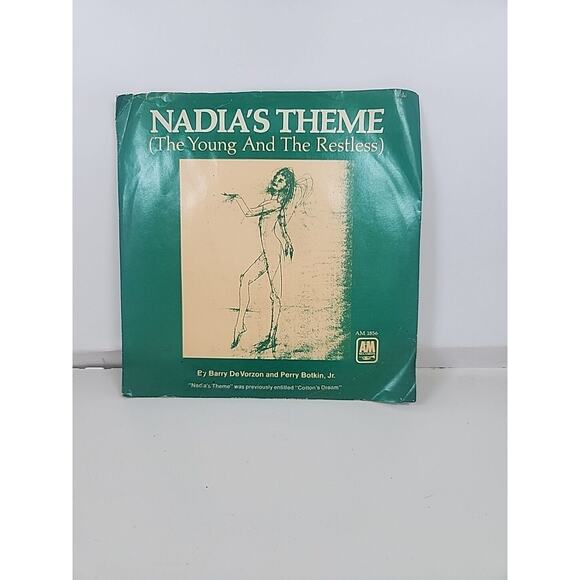 NADIA'S THEME
(The Young And The Restless)
AM 1856
AM
By Barry DeVorzon and Perry Botkin, Jr.
"Nadia's Theme" was previously entitled "Cotton's Dream"